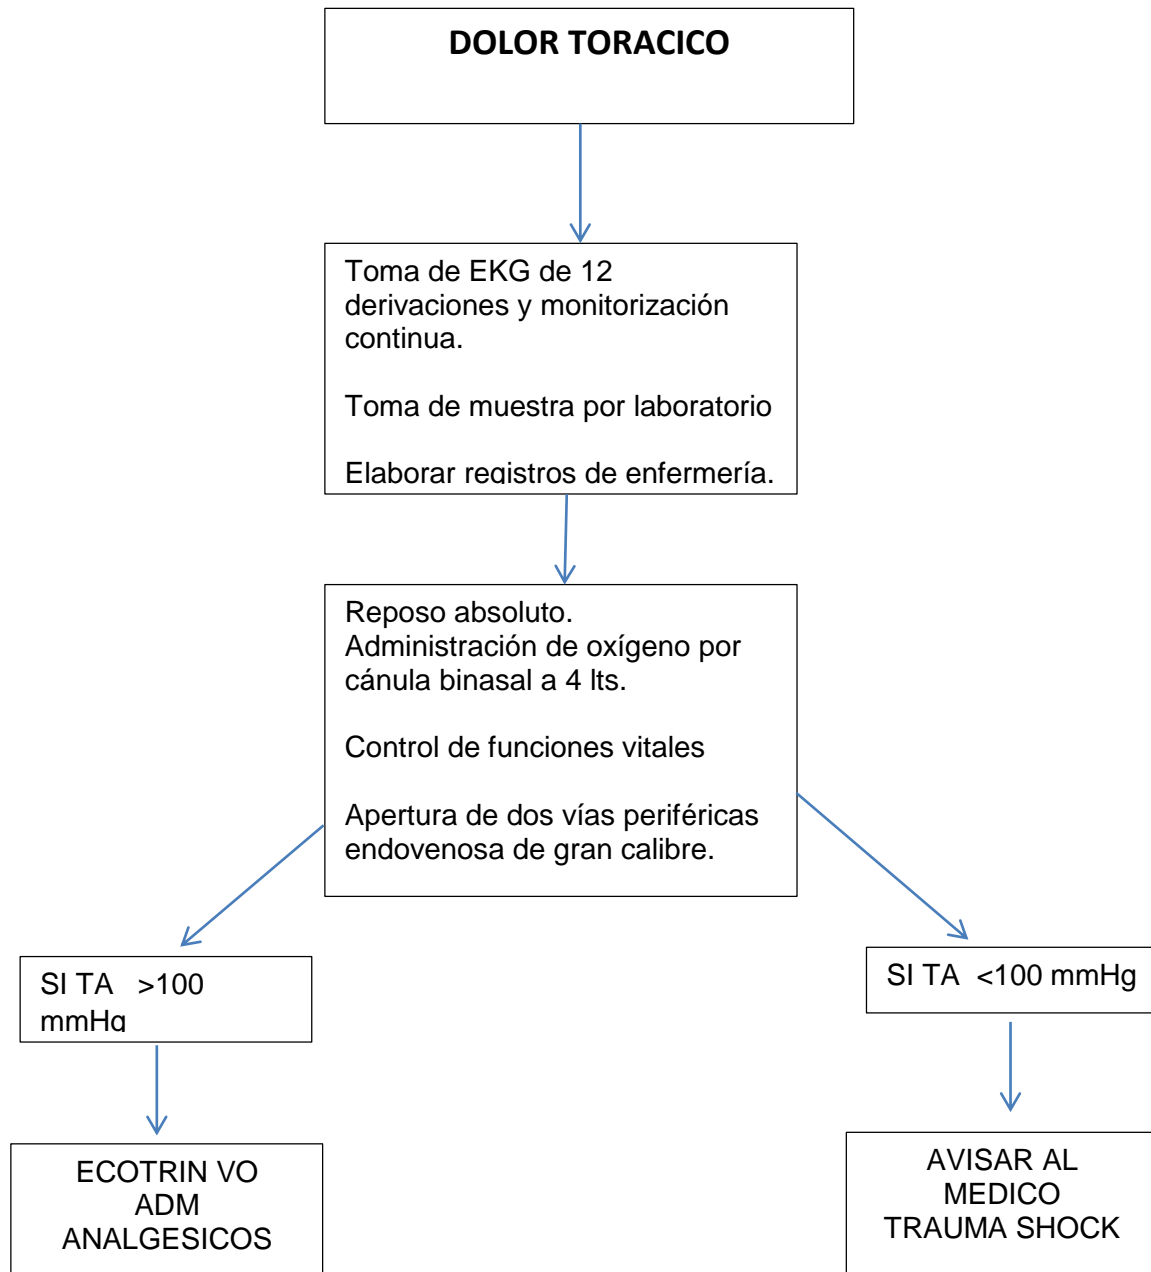 DOLOR TORACICO
Toma de EKG de 12
derivaciones y monitorización
continua.
Toma de muestra por laboratorio
Elaborar registros de enfermería.
Reposo absoluto.
Administración de oxígeno por
cánula binasal a 4 lts.
Control de funciones vitales
Apertura de dos vías periféricas
endovenosa de gran calibre.
SI TA >100
mmHg
SI TA <100 mmHg
ECOTRIN VO
ADM
ANALGESICOS
AVISAR AL
MEDICO
TRAUMA SHOCK